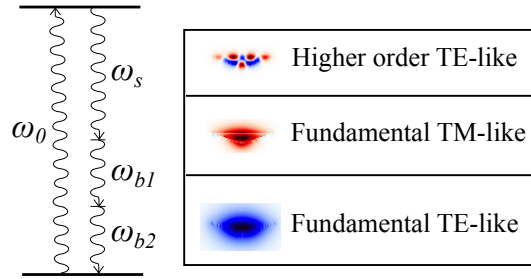 ω0
ωs
ωb1
ωb2
Higher order TE-like
Fundamental TM-like
Fundamental TE-like